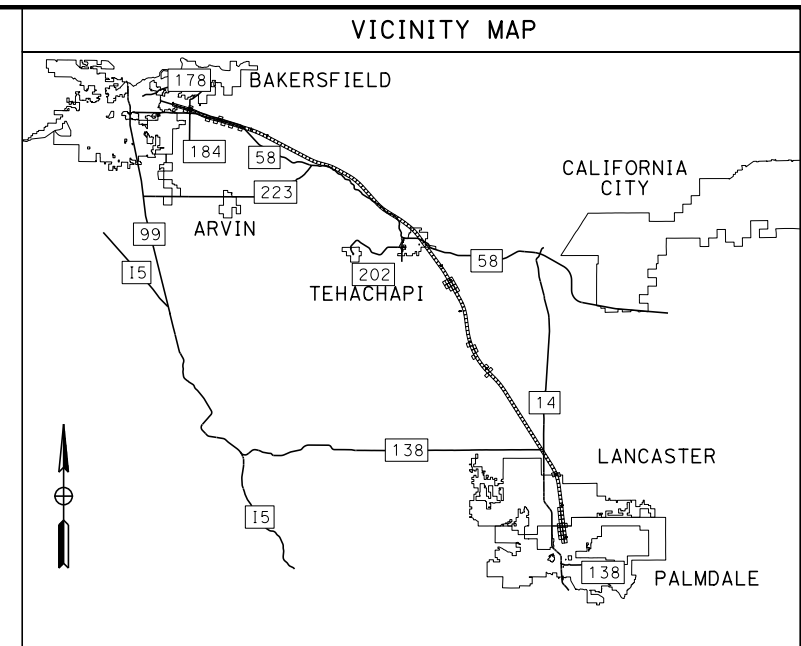 VICINITY MAP
178
BAKERSFIELD
184
58
CALIFORNIA
CITY
223
ARVIN
99
I5
58
202
TEHACHAPI
14
138
LANCASTER
I5
138
PALMDALE